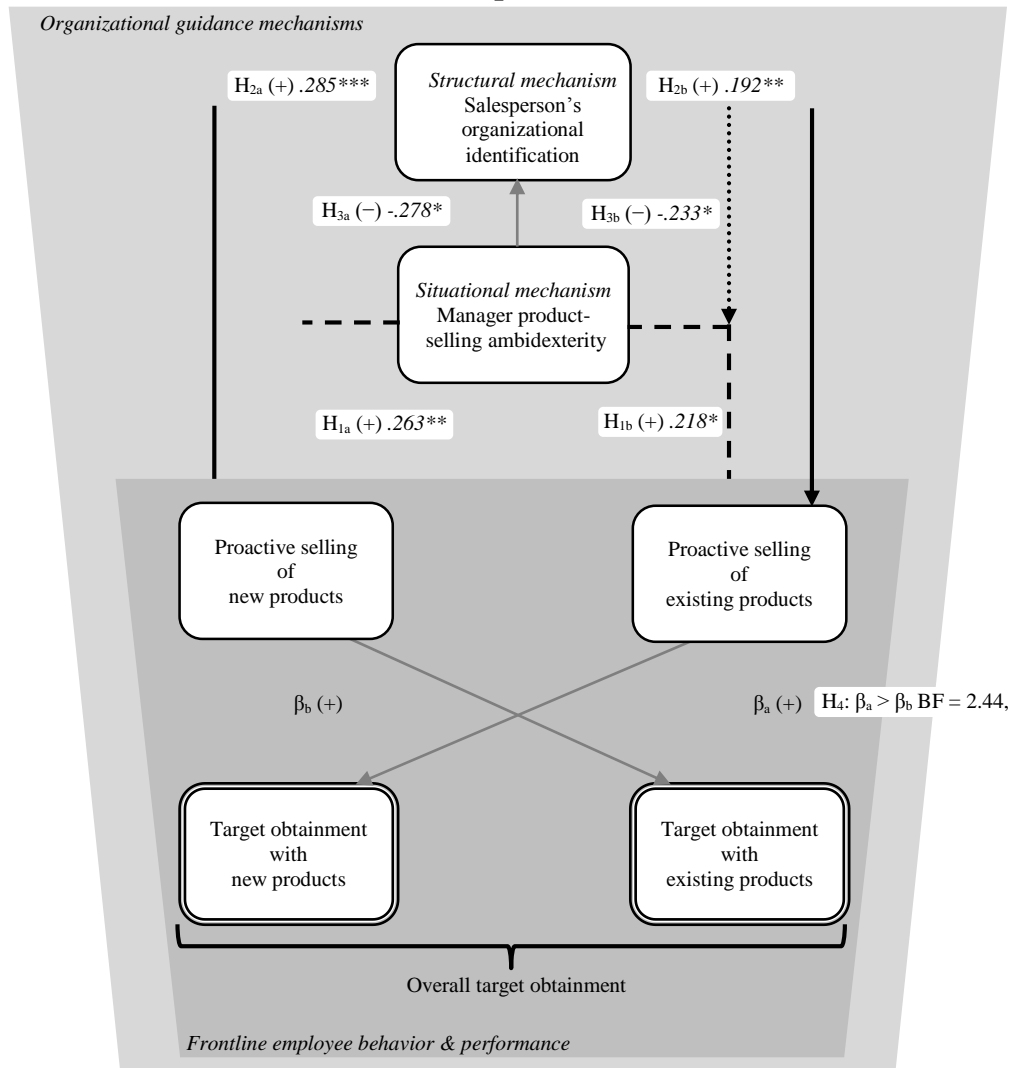 Organizational guidance mechanisms
H₂ₐ (+) .285***
Structural mechanism
Salesperson’s
organizational
identification
H₂b (+) .192**
H₃ₐ (−) -.278*
H₃b (−) -.233*
Situational mechanism
Manager product-
selling ambidexterity
H₁ₐ (+) .263**
H₁b (+) .218*
Proactive selling
of
new products
Proactive selling
of
existing products
βb (+)
βₐ (+)
H₄: βₐ > βb BF = 2.44,
Target obtainment
with
new products
Target obtainment
with
existing products
Overall target obtainment
Frontline employee behavior & performance